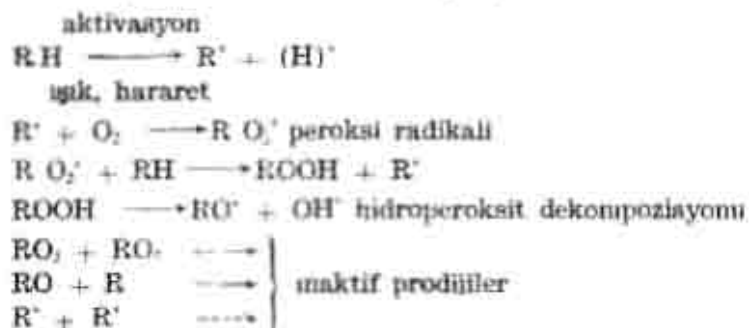 aktivasyon
RH ⟶ R˙ + (H)˙
ışık, hararet
R˙ + O₂ ⟶ R O₂˙ peroksi radikali
R O₂˙ + RH ⟶ ROOH + R˙
ROOH ⟶ RO˙ + OH˙ hidroperoksit dekompozisyonu
RO₂ + RO₂ ⟶
RO + R ⟶ } inaktif prodüiler
R˙ + R˙ ⟶